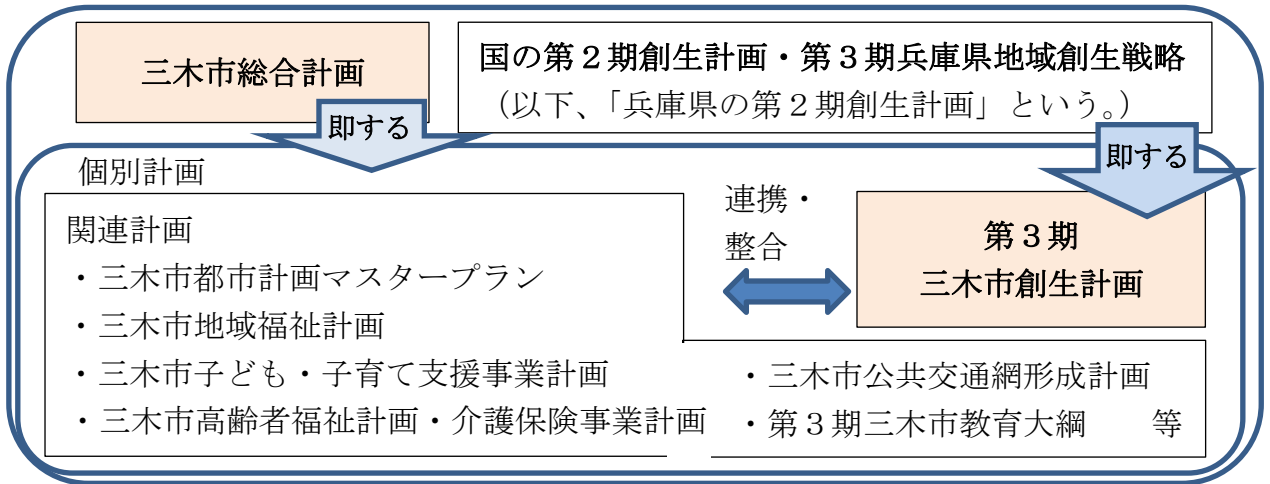 三木市総合計画
国の第2期創生計画・第3期兵庫県地域創生戦略
(以下、「兵庫県の第2期創生計画」という。)
即する
即する
個別計画
関連計画
・三木市都市計画マスタープラン
・三木市地域福祉計画
・三木市子ども・子育て支援事業計画
・三木市高齢者福祉計画・介護保険事業計画
・三木市公共交通網形成計画
・第3期三木市教育大綱 等
連携・
整合
第3期
三木市創生計画